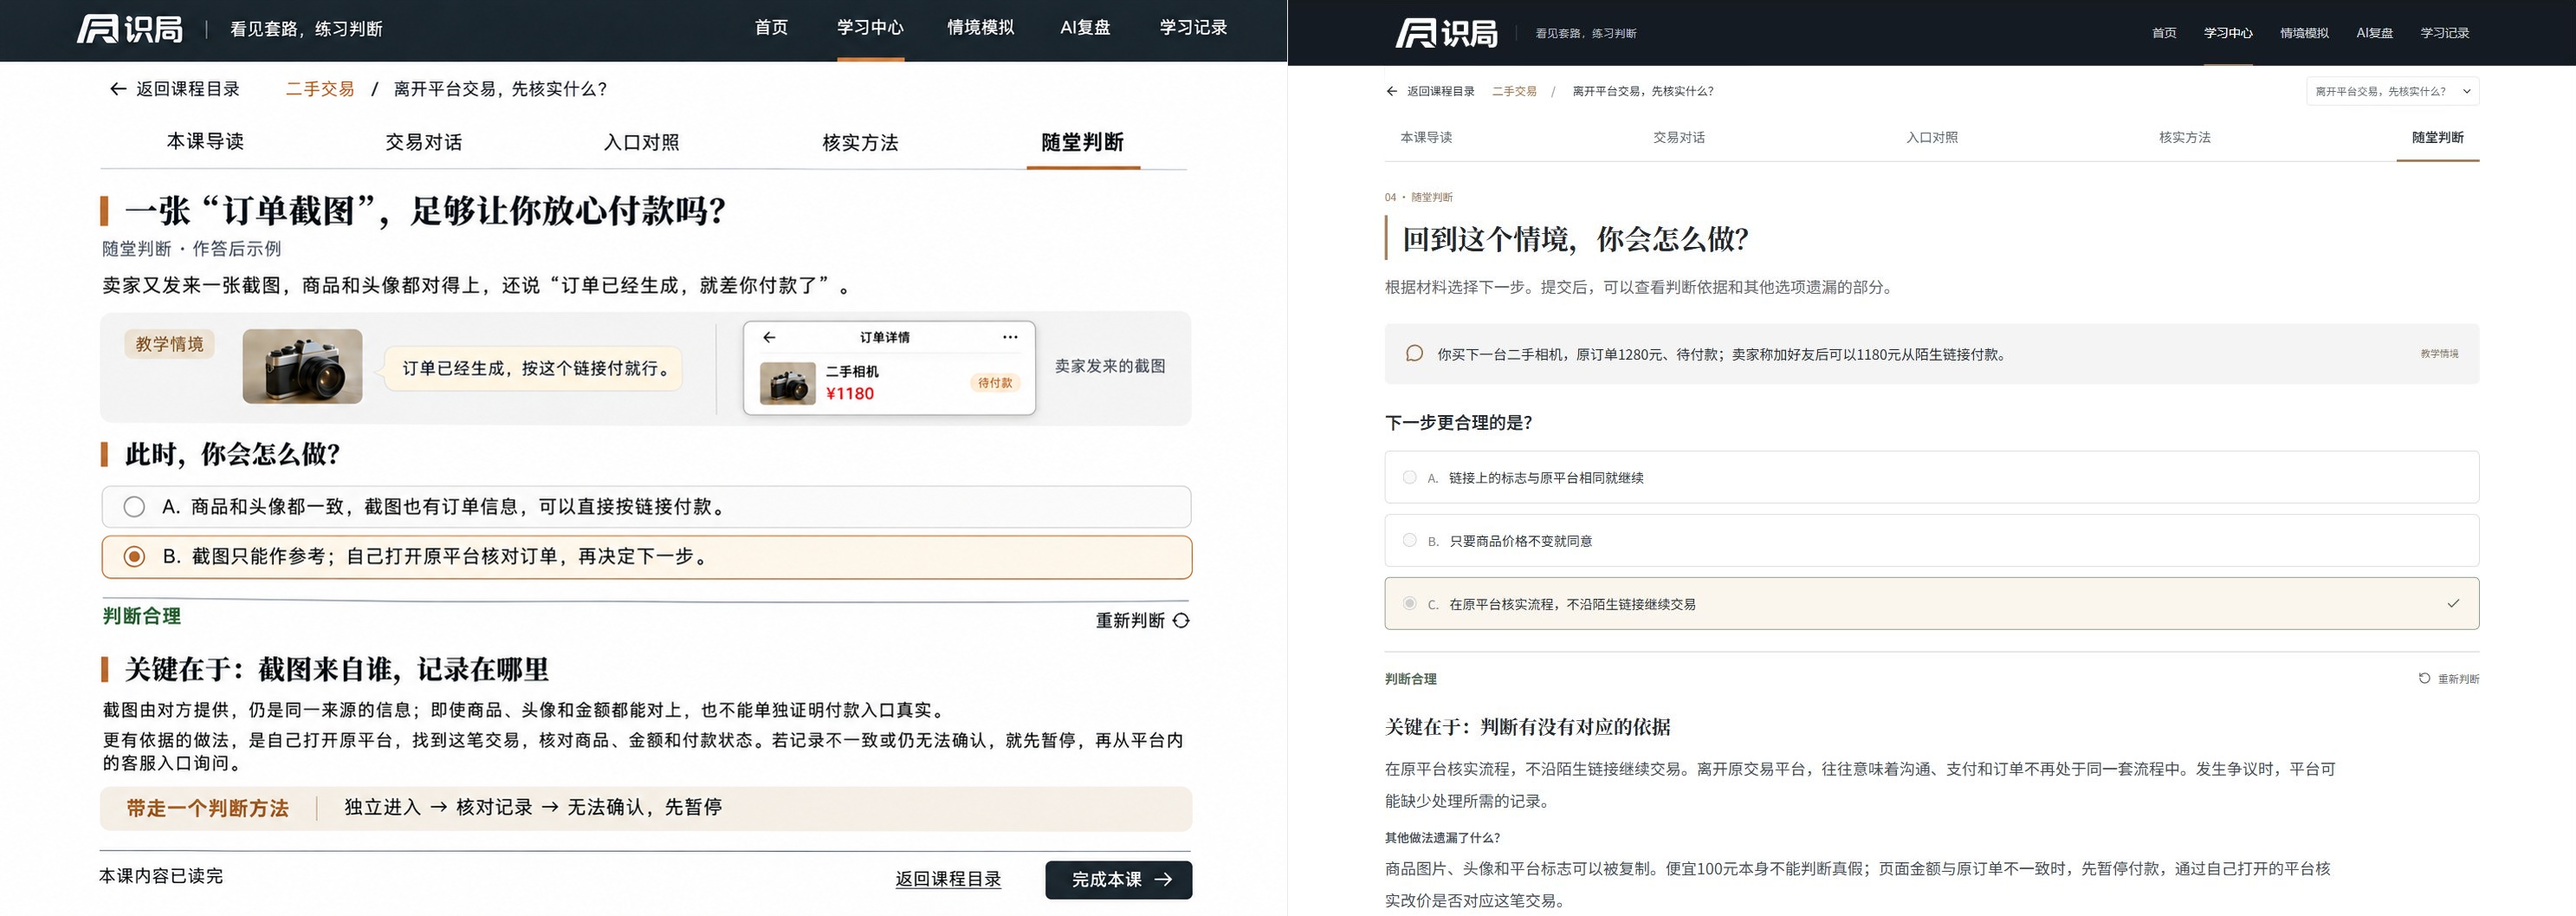 识局 | 看见套路，练习判断 首页 学习中心 情境模拟 AI复盘 学习记录
← 返回课程目录 二手交易 / 离开平台交易，先核实什么？
本课导读 交易对话 入口对照 核实方法 随堂判断
一张“订单截图”，足够让你放心付款吗？
随堂判断 · 作答后示例
卖家又发来一张截图，商品和头像都对得上，还说“订单已经生成，就差你付款了”。
教学情境
订单已经生成，按这个链接付就行。
← 订单详情 ···
二手相机
¥1180
待付款
卖家发来的截图
此时，你会怎么做？
A. 商品和头像都一致，截图也有订单信息，可以直接按链接付款。
B. 截图只能作参考；自己打开原平台核对订单，再决定下一步。
判断合理
重新判断
关键在于：截图来自谁，记录在哪里
截图由对方提供，仍是同一来源的信息；即使商品、头像和金额都能对上，也不能单独证明付款入口真实。
更有依据的做法，是自己打开原平台，找到这笔交易，核对商品、金额和付款状态。若记录不一致或仍无法确认，就先暂停，再从平台内
的客服入口询问。
带走一个判断方法 | 独立进入 → 核对记录 → 无法确认，先暂停
本课内容已读完 返回课程目录 完成本课 →
识局 | 看见套路，练习判断 首页 学习中心 情境模拟 AI复盘 学习记录
← 返回课程目录 二手交易 / 离开平台交易，先核实什么？ 离开平台交易，先核实什么？
本课导读 交易对话 入口对照 核实方法 随堂判断
04 · 随堂判断
回到这个情境，你会怎么做？
根据材料选择下一步。提交后，可以查看判断依据和其他选项遗漏的部分。
你买下一台二手相机，原订单1280元、待付款；卖家称加好友后可以1180元从陌生链接付款。 教学情境
下一步更合理的是？
A. 链接上的标志与原平台相同就继续
B. 只要商品价格不变就同意
C. 在原平台核实流程，不沿陌生链接继续交易
判断合理 重新判断
关键在于：判断有没有对应的依据
在原平台核实流程，不沿陌生链接继续交易。离开原交易平台，往往意味着沟通、支付和订单不再处于同一套流程中。发生争议时，平台可
能缺少处理所需的记录。
其他做法遗漏了什么？
商品图片、头像和平台标志可以被复制。便宜100元本身不能判断真假；页面金额与原订单不一致时，先暂停付款，通过自己打开的平台核
实改价是否对应这笔交易。